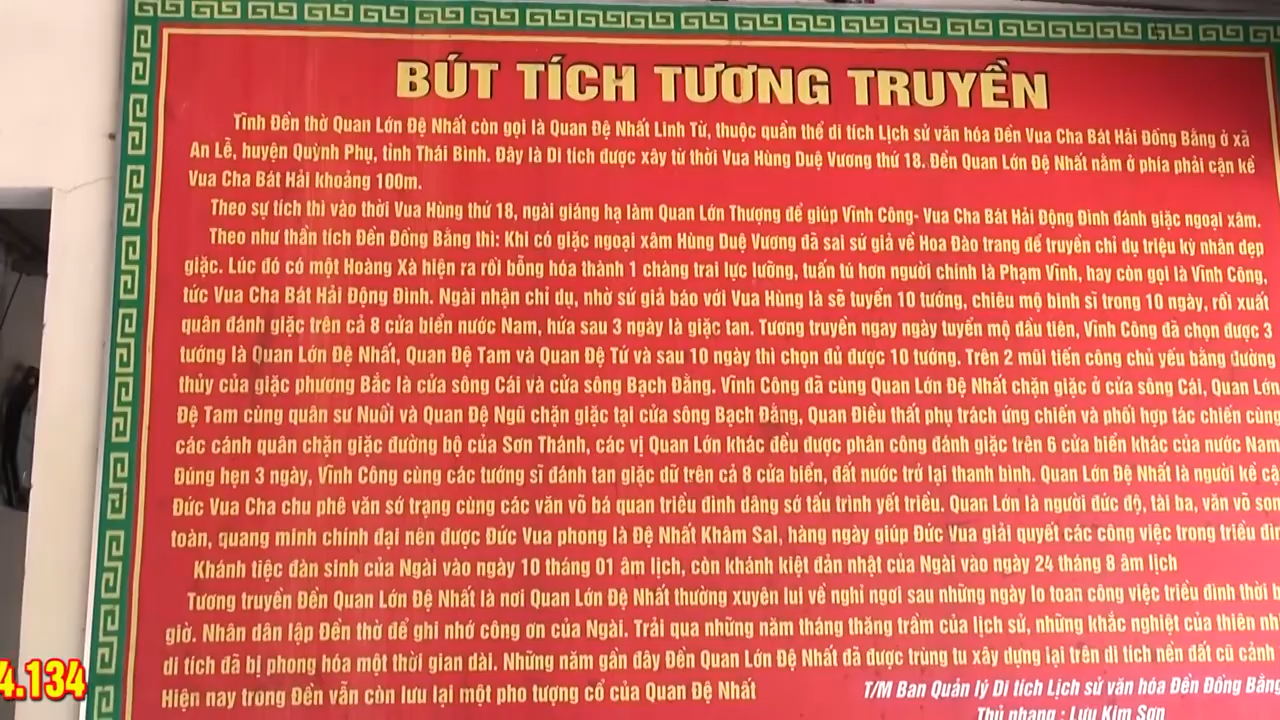 BÚT TÍCH TƯƠNG TRUYỀN
Tĩnh Đền thờ Quan Lớn Đệ Nhất còn gọi là Quan Đệ Nhất Linh Từ, thuộc quần thể di tích Lịch sử văn hóa Đền Vua Cha Bát Hải Đồng Bằng ở xã
An Lễ, huyện Quỳnh Phụ, tỉnh Thái Bình. Đây là Di tích được xây từ thời Vua Hùng Duệ Vương thứ 18. Đền Quan Lớn Đệ Nhất nằm ở phía phải cận kề
Vua Cha Bát Hải khoảng 100m.
Theo sự tích thì vào thời Vua Hùng thứ 18, ngài giáng hạ làm Quan Lớn Thượng để giúp Vĩnh Công- Vua Cha Bát Hải Động Đình đánh giặc ngoại xâm.
Theo như thần tích Đền Đồng Bằng thì: Khi có giặc ngoại xâm Hùng Duệ Vương đã sai sứ giả về Hoa Đào trang để truyền chỉ dụ triệu kỳ nhân dẹp
giặc. Lúc đó có một Hoàng Xà hiện ra rồi bỗng hóa thành 1 chàng trai lực lưỡng, tuấn tú hơn người chính là Phạm Vĩnh, hay còn gọi là Vĩnh Công,
tức Vua Cha Bát Hải Động Đình. Ngài nhận chỉ dụ, nhờ sứ giả báo với Vua Hùng là sẽ tuyển 10 tướng, chiêu mộ binh sĩ trong 10 ngày, rồi xuất
quân đánh giặc trên cả 8 cửa biển nước Nam, hứa sau 3 ngày là giặc tan. Tương truyền ngay ngày tuyển mộ đầu tiên, Vĩnh Công đã chọn được 3
tướng là Quan Lớn Đệ Nhất, Quan Đệ Tam và Quan Đệ Tứ và sau 10 ngày thì chọn đủ được 10 tướng. Trên 2 mũi tiến công chủ yếu bằng đường
thủy của giặc phương Bắc là cửa sông Cái và cửa sông Bạch Đằng. Vĩnh Công đã cùng Quan Lớn Đệ Nhất chặn giặc ở cửa sông Cái, Quan Lớn
Đệ Tam cùng quân sư Nuồi và Quan Đệ Ngũ chặn giặc tại cửa sông Bạch Đằng, Quan Điều thất phụ trách ứng chiến và phối hợp tác chiến cùng
các cánh quân chặn giặc đường bộ của Sơn Thánh, các vị Quan Lớn khác đều được phân công đánh giặc trên 6 cửa biển khác của nước Nam
Đúng hẹn 3 ngày, Vĩnh Công cùng các tướng sĩ đánh tan giặc dữ trên cả 8 cửa biển, đất nước trở lại thanh bình. Quan Lớn Đệ Nhất là người kề
Đức Vua Cha chu phê văn sớ trạng cùng các văn võ bá quan triều đình dâng sớ tấu trình yết triều. Quan Lớn là người đức độ, tài ba, văn võ
toàn, quang minh chính đại nên được Đức Vua phong là Đệ Nhất Khâm Sai, hàng ngày giúp Đức Vua giải quyết các công việc trong triều
Khánh tiệc đàn sinh của Ngài vào ngày 10 tháng 01 âm lịch, còn khánh kiệt đản nhật của Ngài vào ngày 24 tháng 8 âm lịch
Tương truyền Đền Quan Lớn Đệ Nhất là nơi Quan Lớn Đệ Nhất thường xuyên lui về nghỉ ngơi sau những ngày lo toan công việc triều đình thời
giờ. Nhân dân lập Đền thờ để ghi nhớ công ơn của Ngài. Trải qua những năm tháng thăng trầm của lịch sử, những khắc nghiệt của thiên
di tích đã bị phong hóa một thời gian dài. Những năm gần đây Đền Quan Lớn Đệ Nhất đã được trùng tu xây dựng lại trên di tích nền đất cũ cảnh
Hiện nay trong Đền vẫn còn lưu lại một pho tượng cổ của Quan Đệ Nhất
T/M Ban Quản lý Di tích Lịch sử văn hóa Đền Đồng Bằng
Thủ nhang : Lưu Kim Sơn
4.134